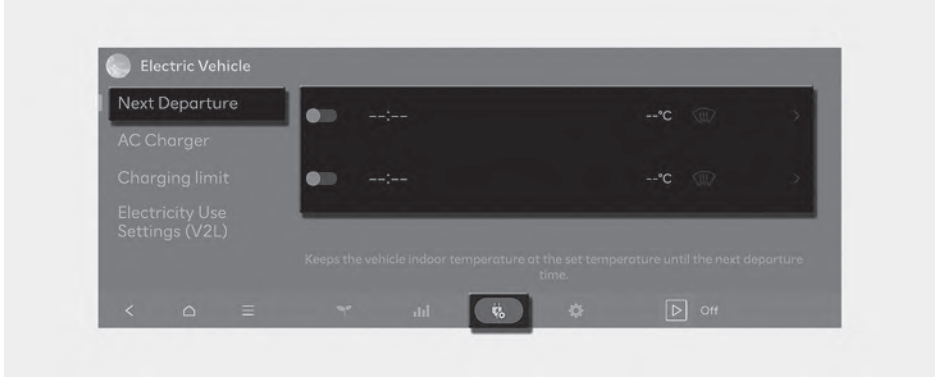 Electric Vehicle
Next Departure
--:--
--°C
AC Charger
Charging limit
--:--
--°C
Electricity Use
Settings (V2L)
Keeps the vehicle indoor temperature at the set temperature until the next departure
time.
Off